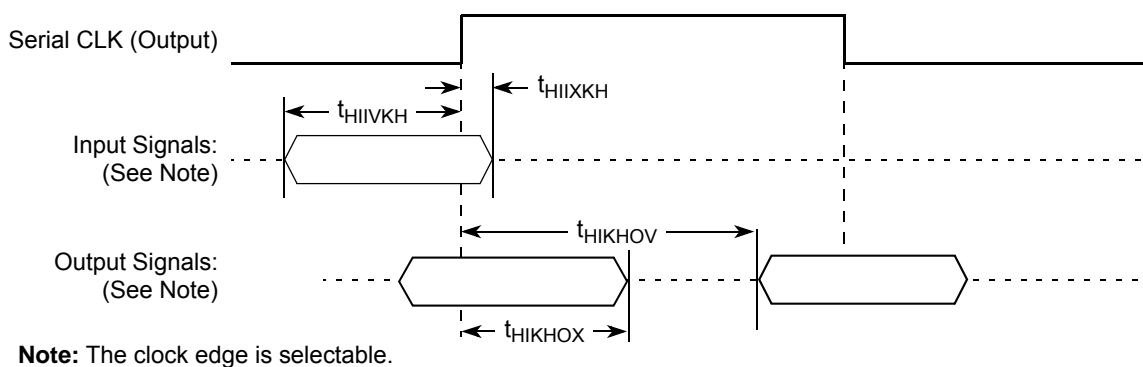 Serial CLK (Output)
tHIIXKH
tHIIVKH
Input Signals:
(See Note)
tHIKHOV
Output Signals:
(See Note)
tHIKHOX
Note: The clock edge is selectable.